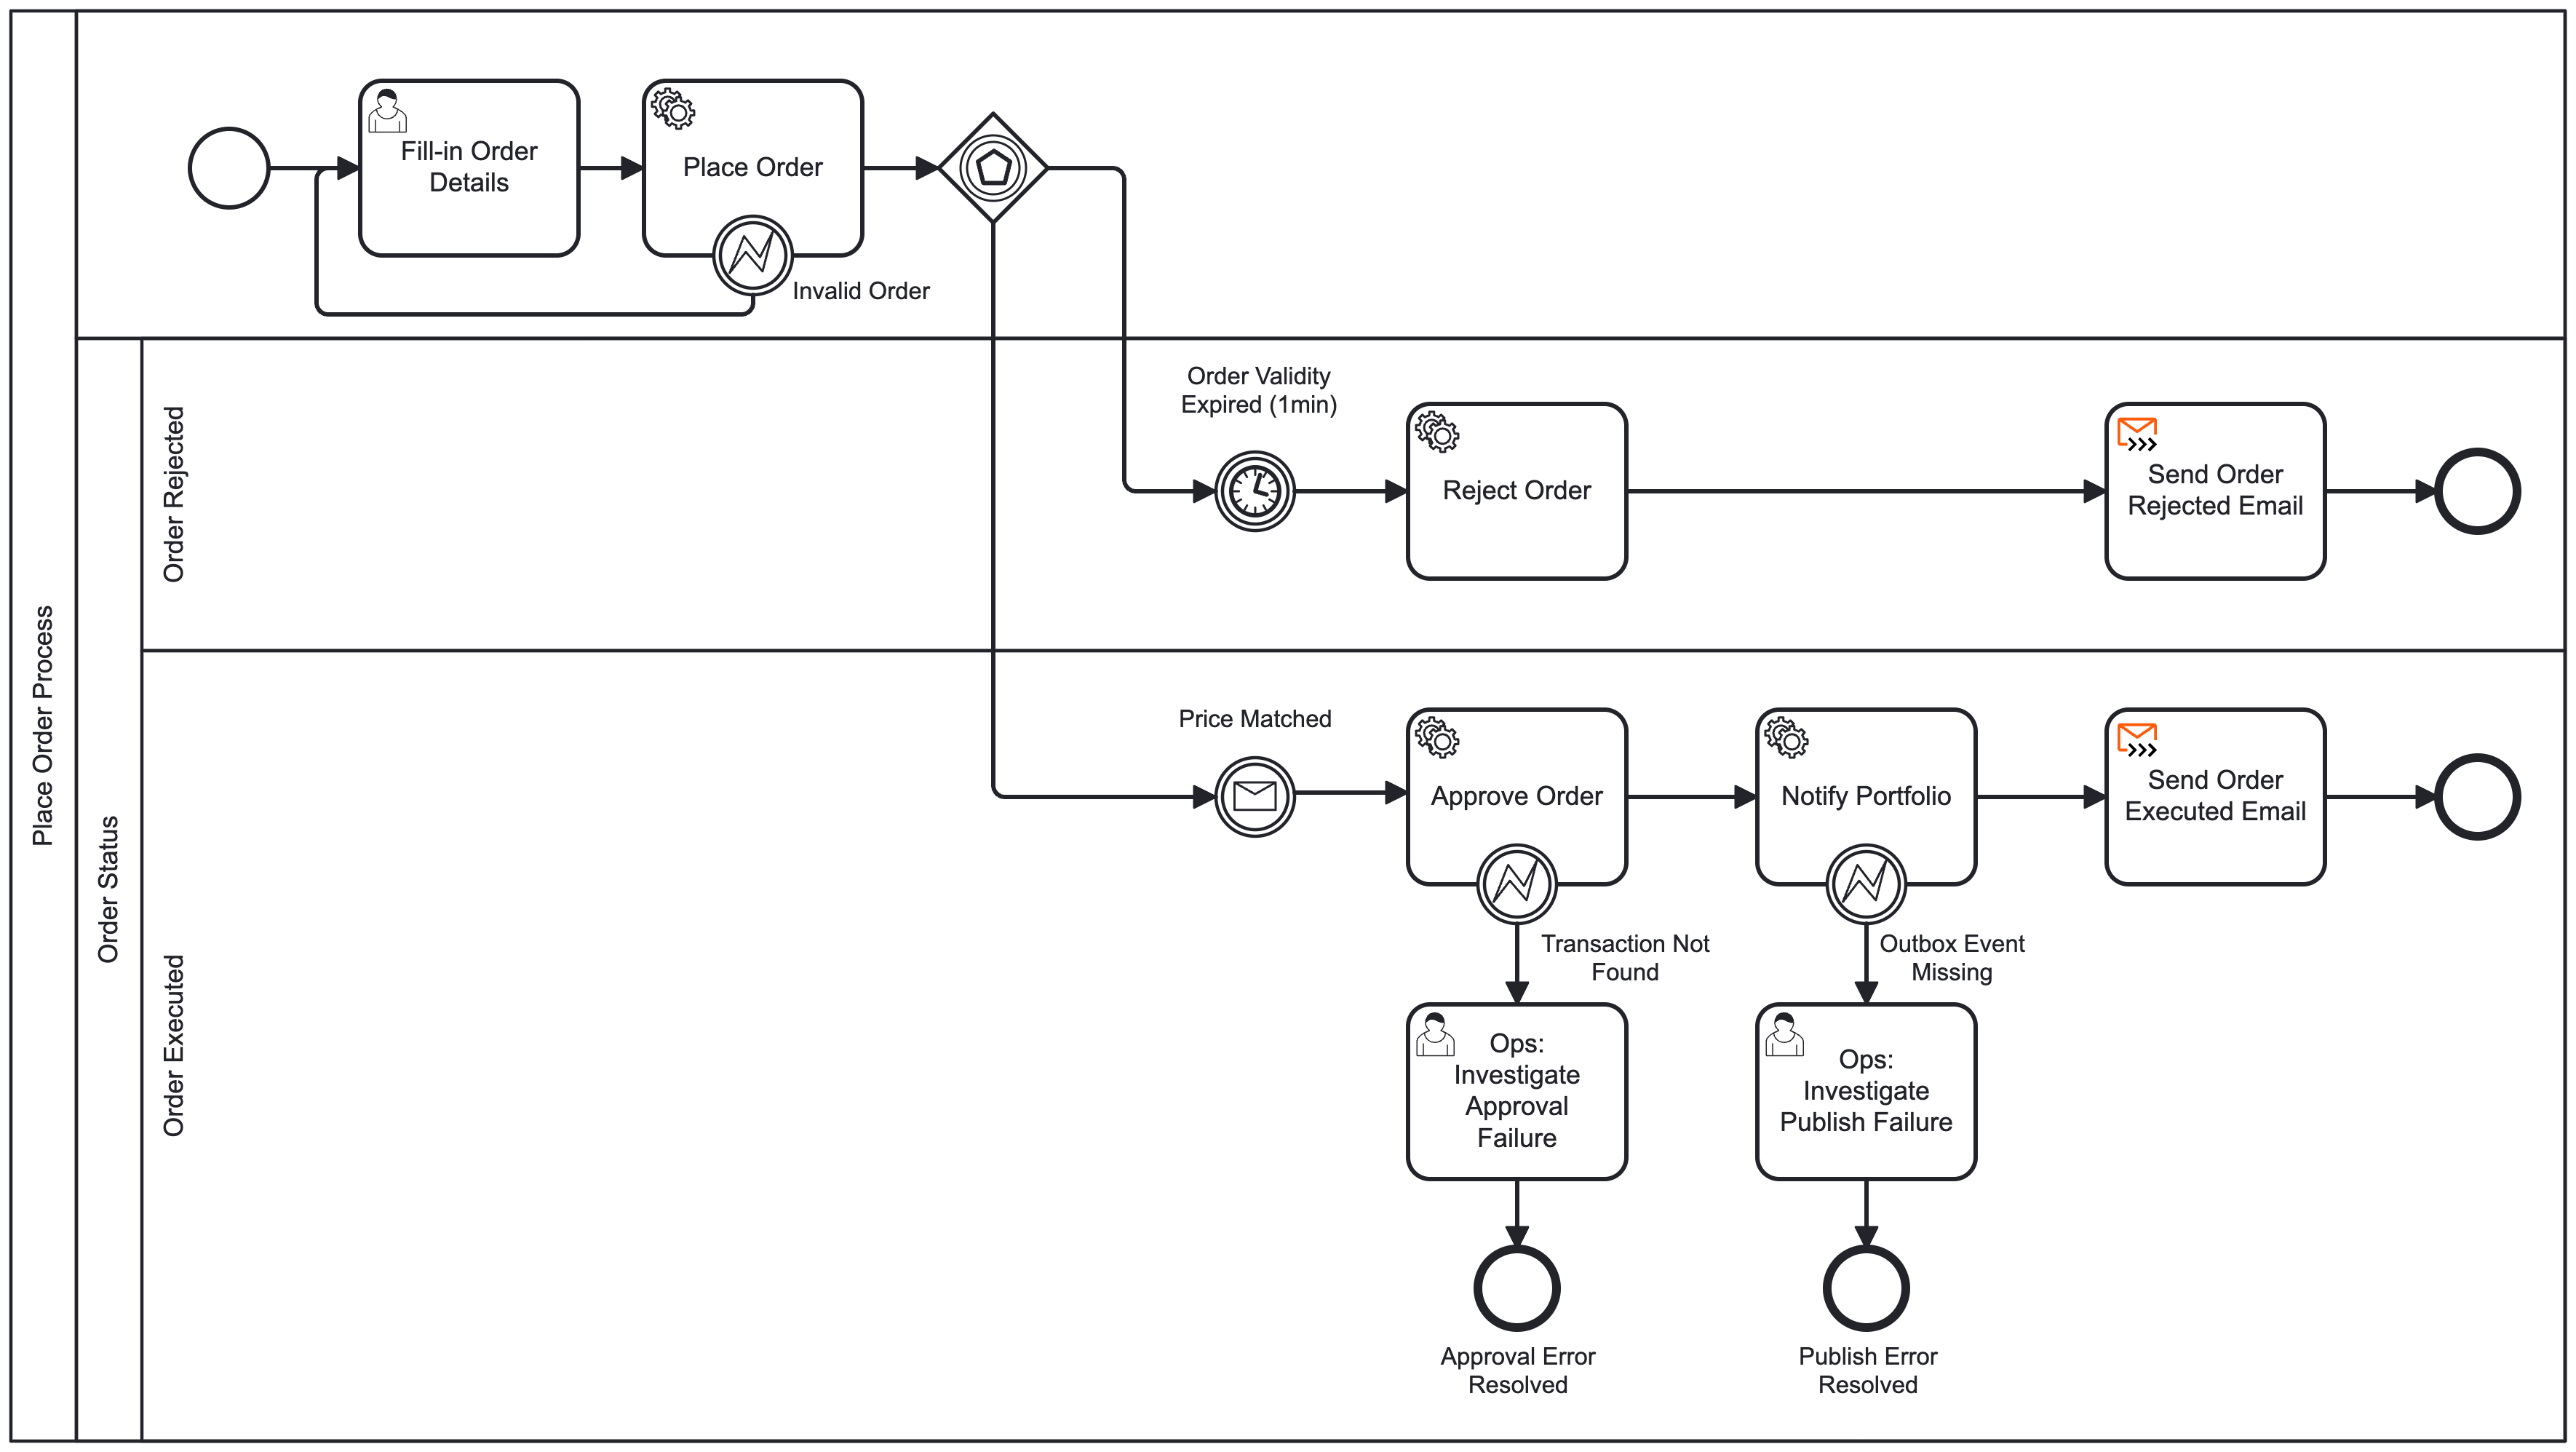 Place Order Process
Fill-in Order
Details
Place Order
Invalid Order
Order Status
Order Rejected
Order Validity
Expired (1min)
Reject Order
Send Order
Rejected Email
Order Executed
Price Matched
Approve Order
Notify Portfolio
Send Order
Executed Email
Transaction Not
Found
Outbox Event
Missing
Ops:
Investigate
Approval
Failure
Ops:
Investigate
Publish Failure
Approval Error
Resolved
Publish Error
Resolved